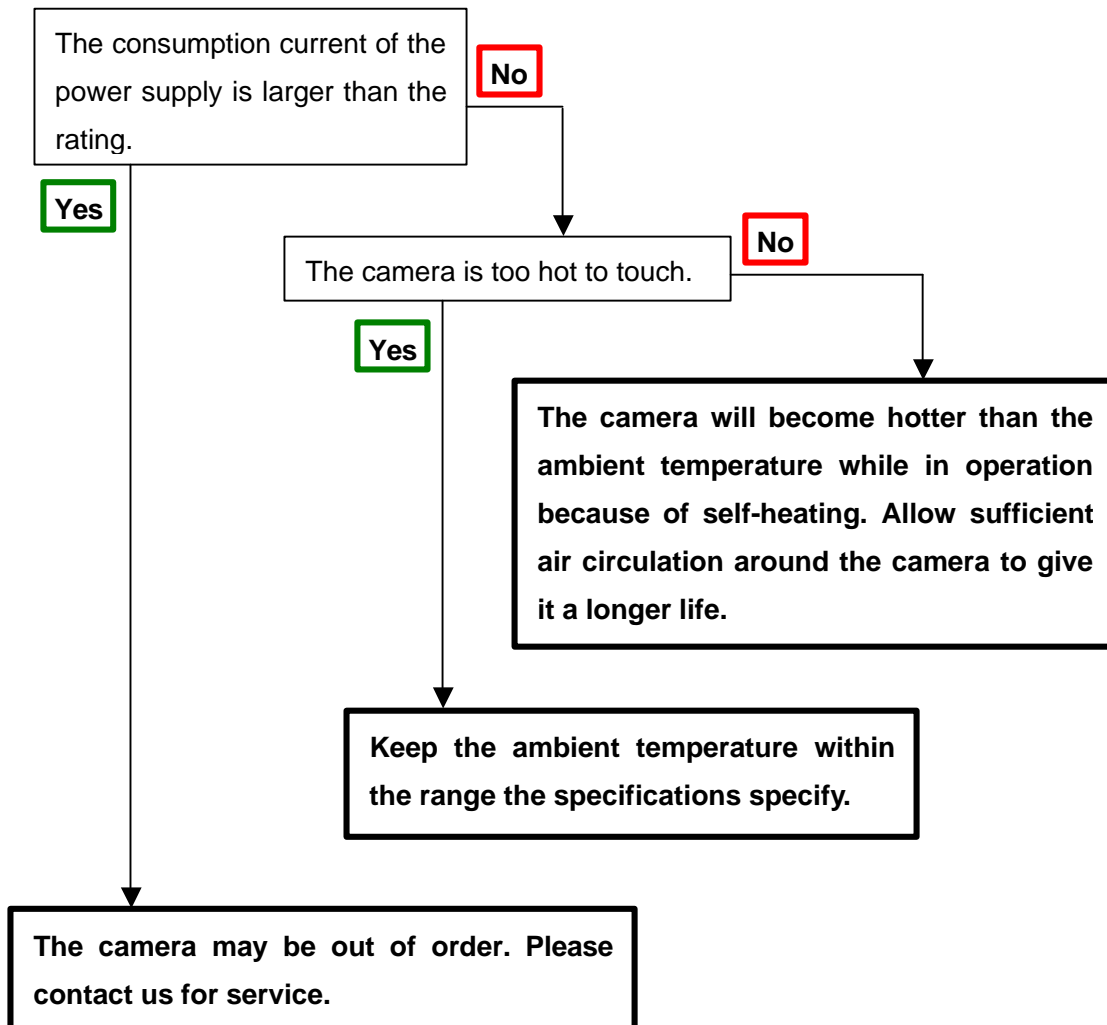 The consumption current of the
power supply is larger than the
rating.
No
Yes
The camera is too hot to touch.
No
Yes
The camera will become hotter than the
ambient temperature while in operation
because of self-heating. Allow sufficient
air circulation around the camera to give
it a longer life.
Keep the ambient temperature within
the range the specifications specify.
The camera may be out of order. Please
contact us for service.